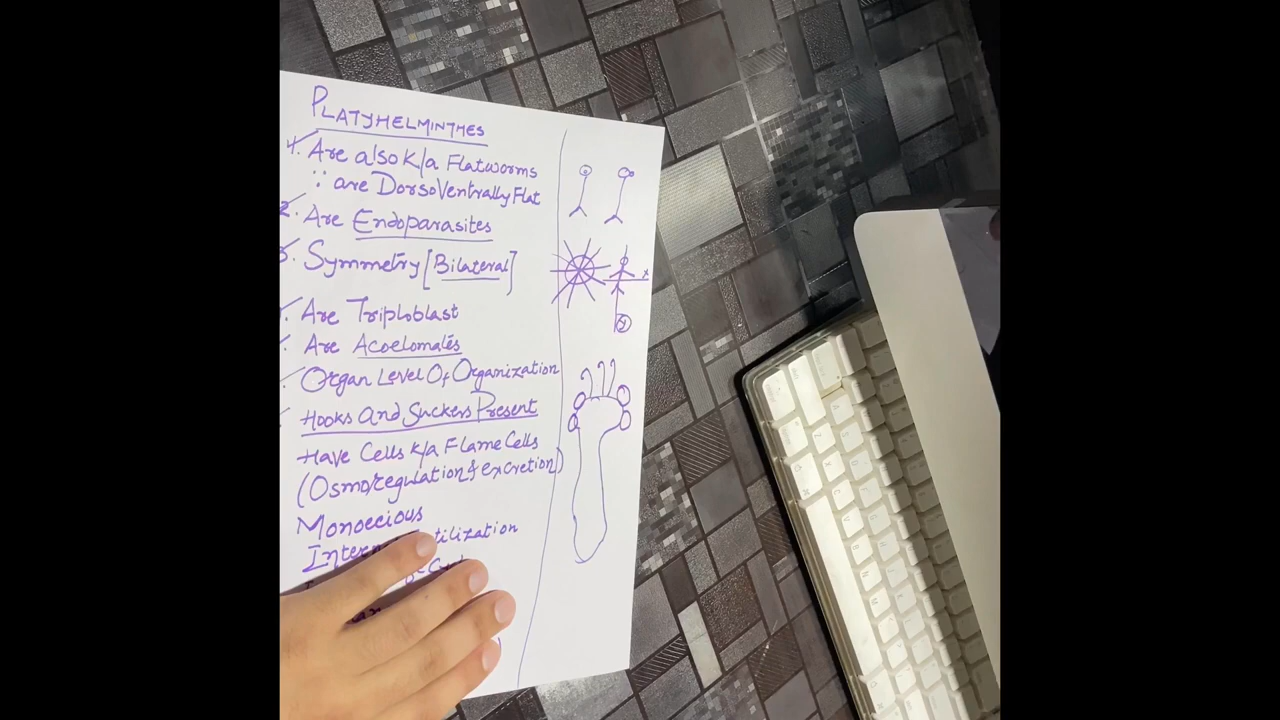 PLATYHELMINTHES
1. Are also K/a Flatworms
∵ are DorsoVentrally Flat
2. Are Endoparasites
3. Symmetry [Bilateral]
Are Triploblast
Are Acoelomates
Organ Level Of Organization
Hooks And Suckers Present
Have Cells k/a Flame Cells
(Osmoregulation & excretion)
Monoecious